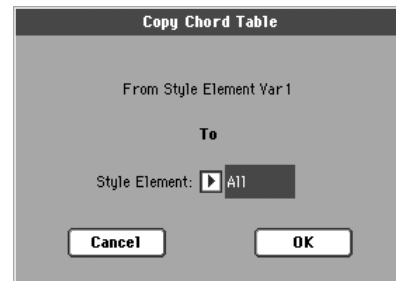 Copy Chord Table
From Style Element Var1
To
Style Element: All
Cancel OK